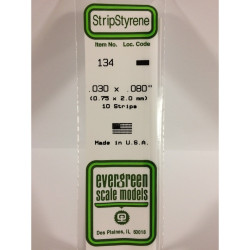 StripStyrene
Item No. Loc. Code
134
.030 x .080"
(0.75 x 2.0 mm)
10 Strips
Made in U.S.A.
evergreen
scale models
Des Plaines, IL 60018